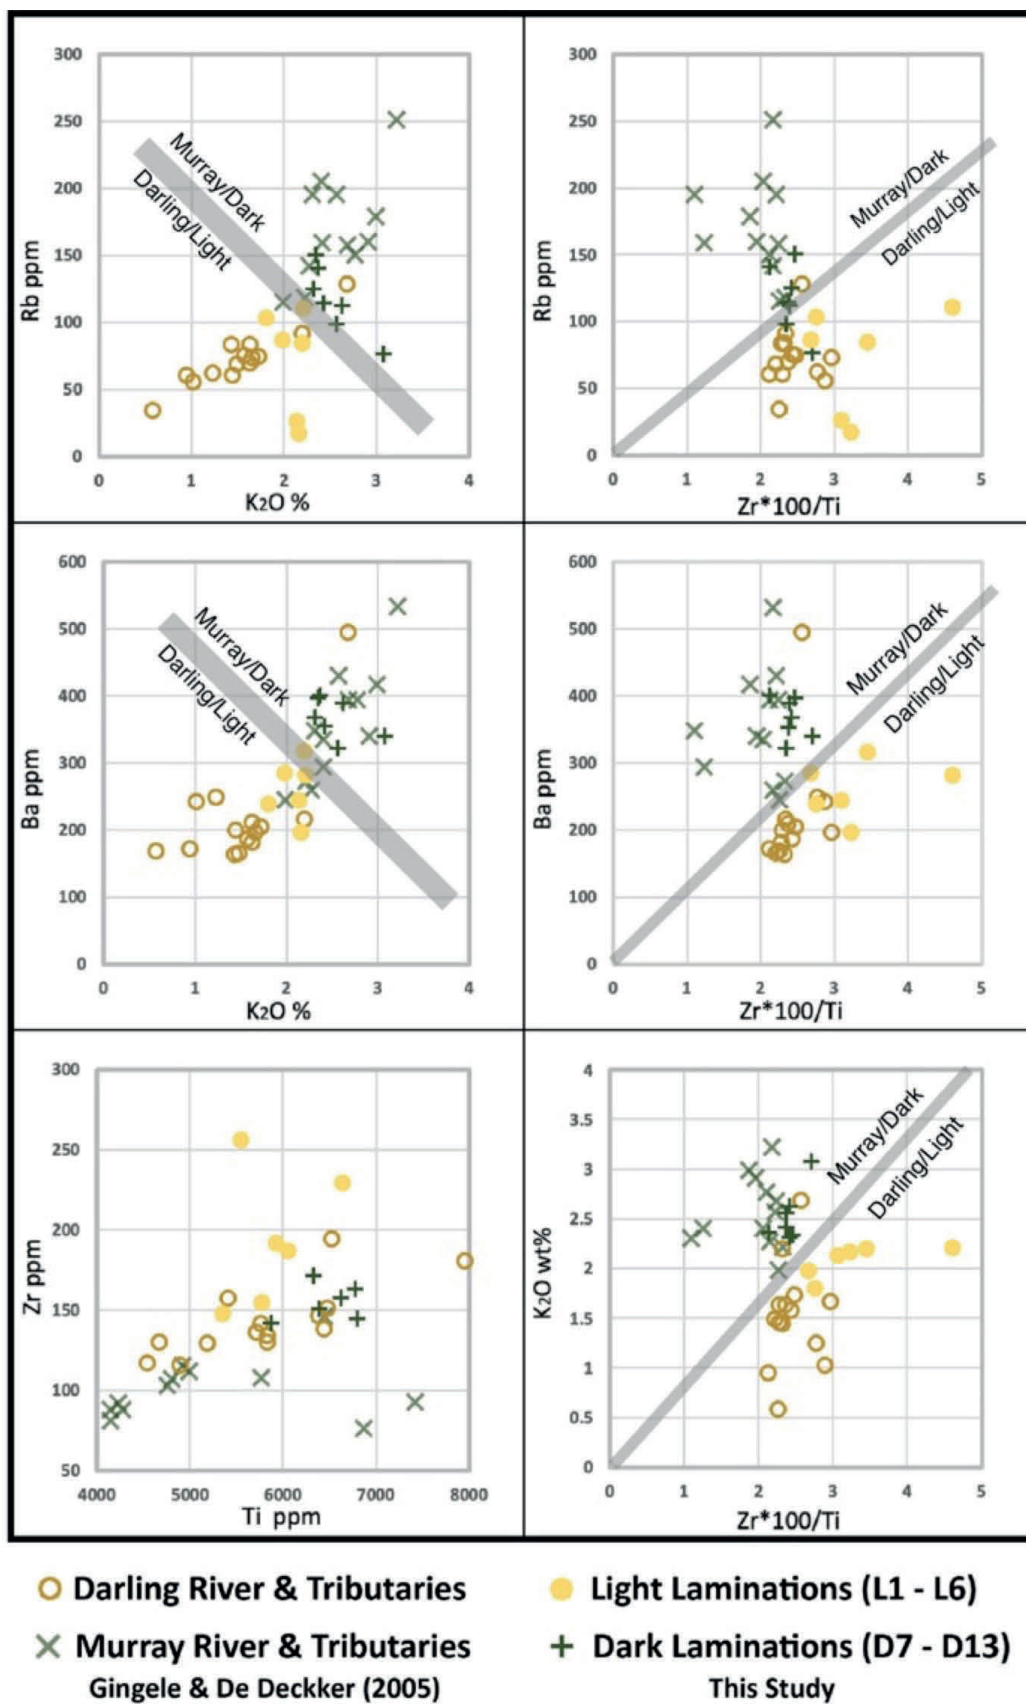 300
250
200
150
100
50
0
Rb ppm
Murray/Dark
Darling/Light
0 1 2 3 4
K2O %
300
250
200
150
100
50
0
Rb ppm
Murray/Dark
Darling/Light
0 1 2 3 4 5
Zr*100/Ti
600
500
400
300
200
100
0
Ba ppm
Murray/Dark
Darling/Light
0 1 2 3 4
K2O %
600
500
400
300
200
100
0
Ba ppm
Murray/Dark
Darling/Light
0 1 2 3 4 5
Zr*100/Ti
300
250
200
150
100
50
Zr ppm
4000 5000 6000 7000 8000
Ti ppm
4
3.5
3
2.5
2
1.5
1
0.5
0
K2O wt%
Murray/Dark
Darling/Light
0 1 2 3 4 5
Zr*100/Ti
Darling River & Tributaries
Light Laminations (L1 - L6)
Murray River & Tributaries
Dark Laminations (D7 - D13)
Gingele & De Deckker (2005)
This Study